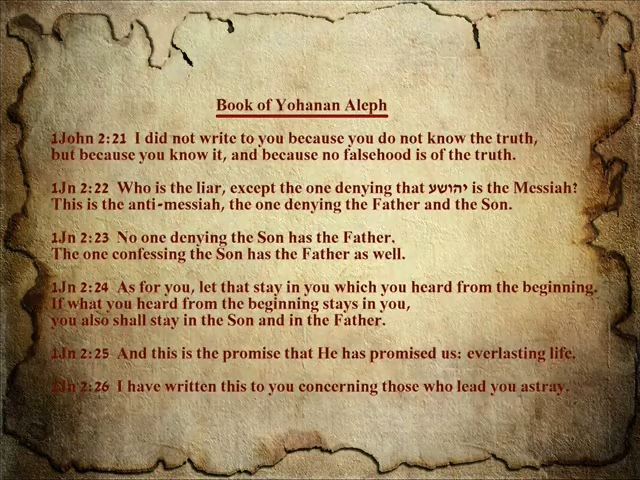 Book of Yohanan Aleph
1John 2:21 I did not write to you because you do not know the truth,
but because you know it, and because no falsehood is of the truth.
1Jn 2:22 Who is the liar, except the one denying that יהושע is the Messiah?
This is the anti-messiah, the one denying the Father and the Son.
1Jn 2:23 No one denying the Son has the Father.
The one confessing the Son has the Father as well.
1Jn 2:24 As for you, let that stay in you which you heard from the beginning.
If what you heard from the beginning stays in you,
you also shall stay in the Son and in the Father.
1Jn 2:25 And this is the promise that He has promised us: everlasting life.
1Jn 2:26 I have written this to you concerning those who lead you astray.